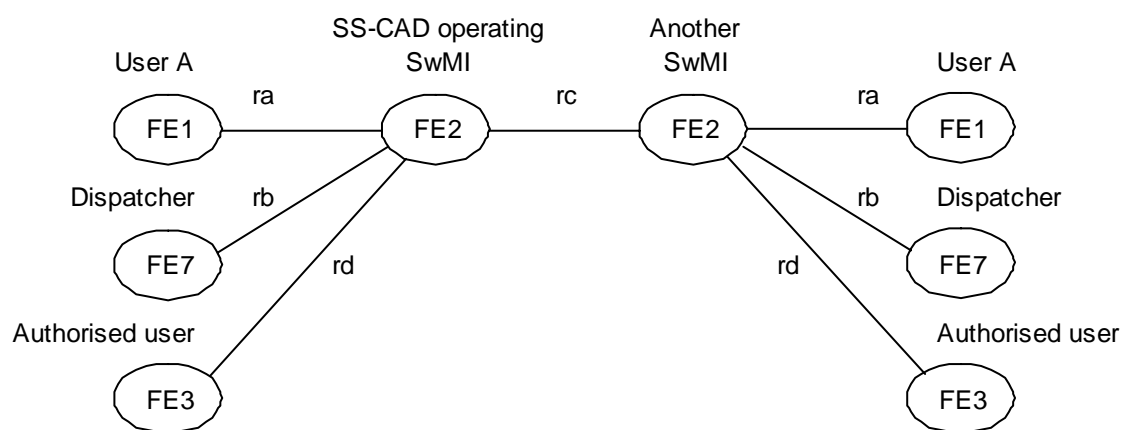 SS-CAD operating Another
User A SwMI SwMI User A
ra rc ra
FE1 FE2 FE2 FE1
Dispatcher rb rb Dispatcher
FE7 rd rd FE7
Authorised user Authorised user
FE3 FE3